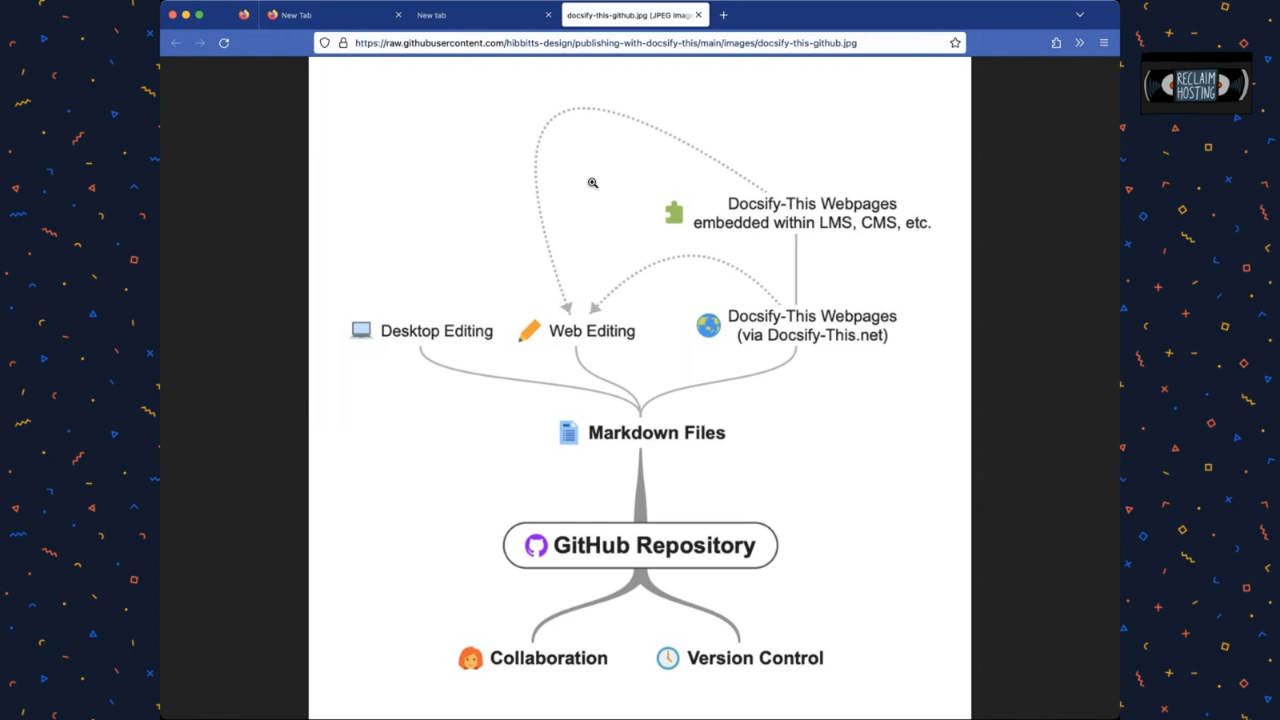 New Tab
New tab
docsify-this-github.jpg (JPEG Imag
https://raw.githubusercontent.com/hibbitts-design/publishing-with-docsify-this/main/images/docsify-this-github.jpg
RECLAIM
HOSTING
Docsify-This Webpages
embedded within LMS, CMS, etc.
Desktop Editing
Web Editing
Docsify-This Webpages
(via Docsify-This.net)
Markdown Files
GitHub Repository
Collaboration
Version Control